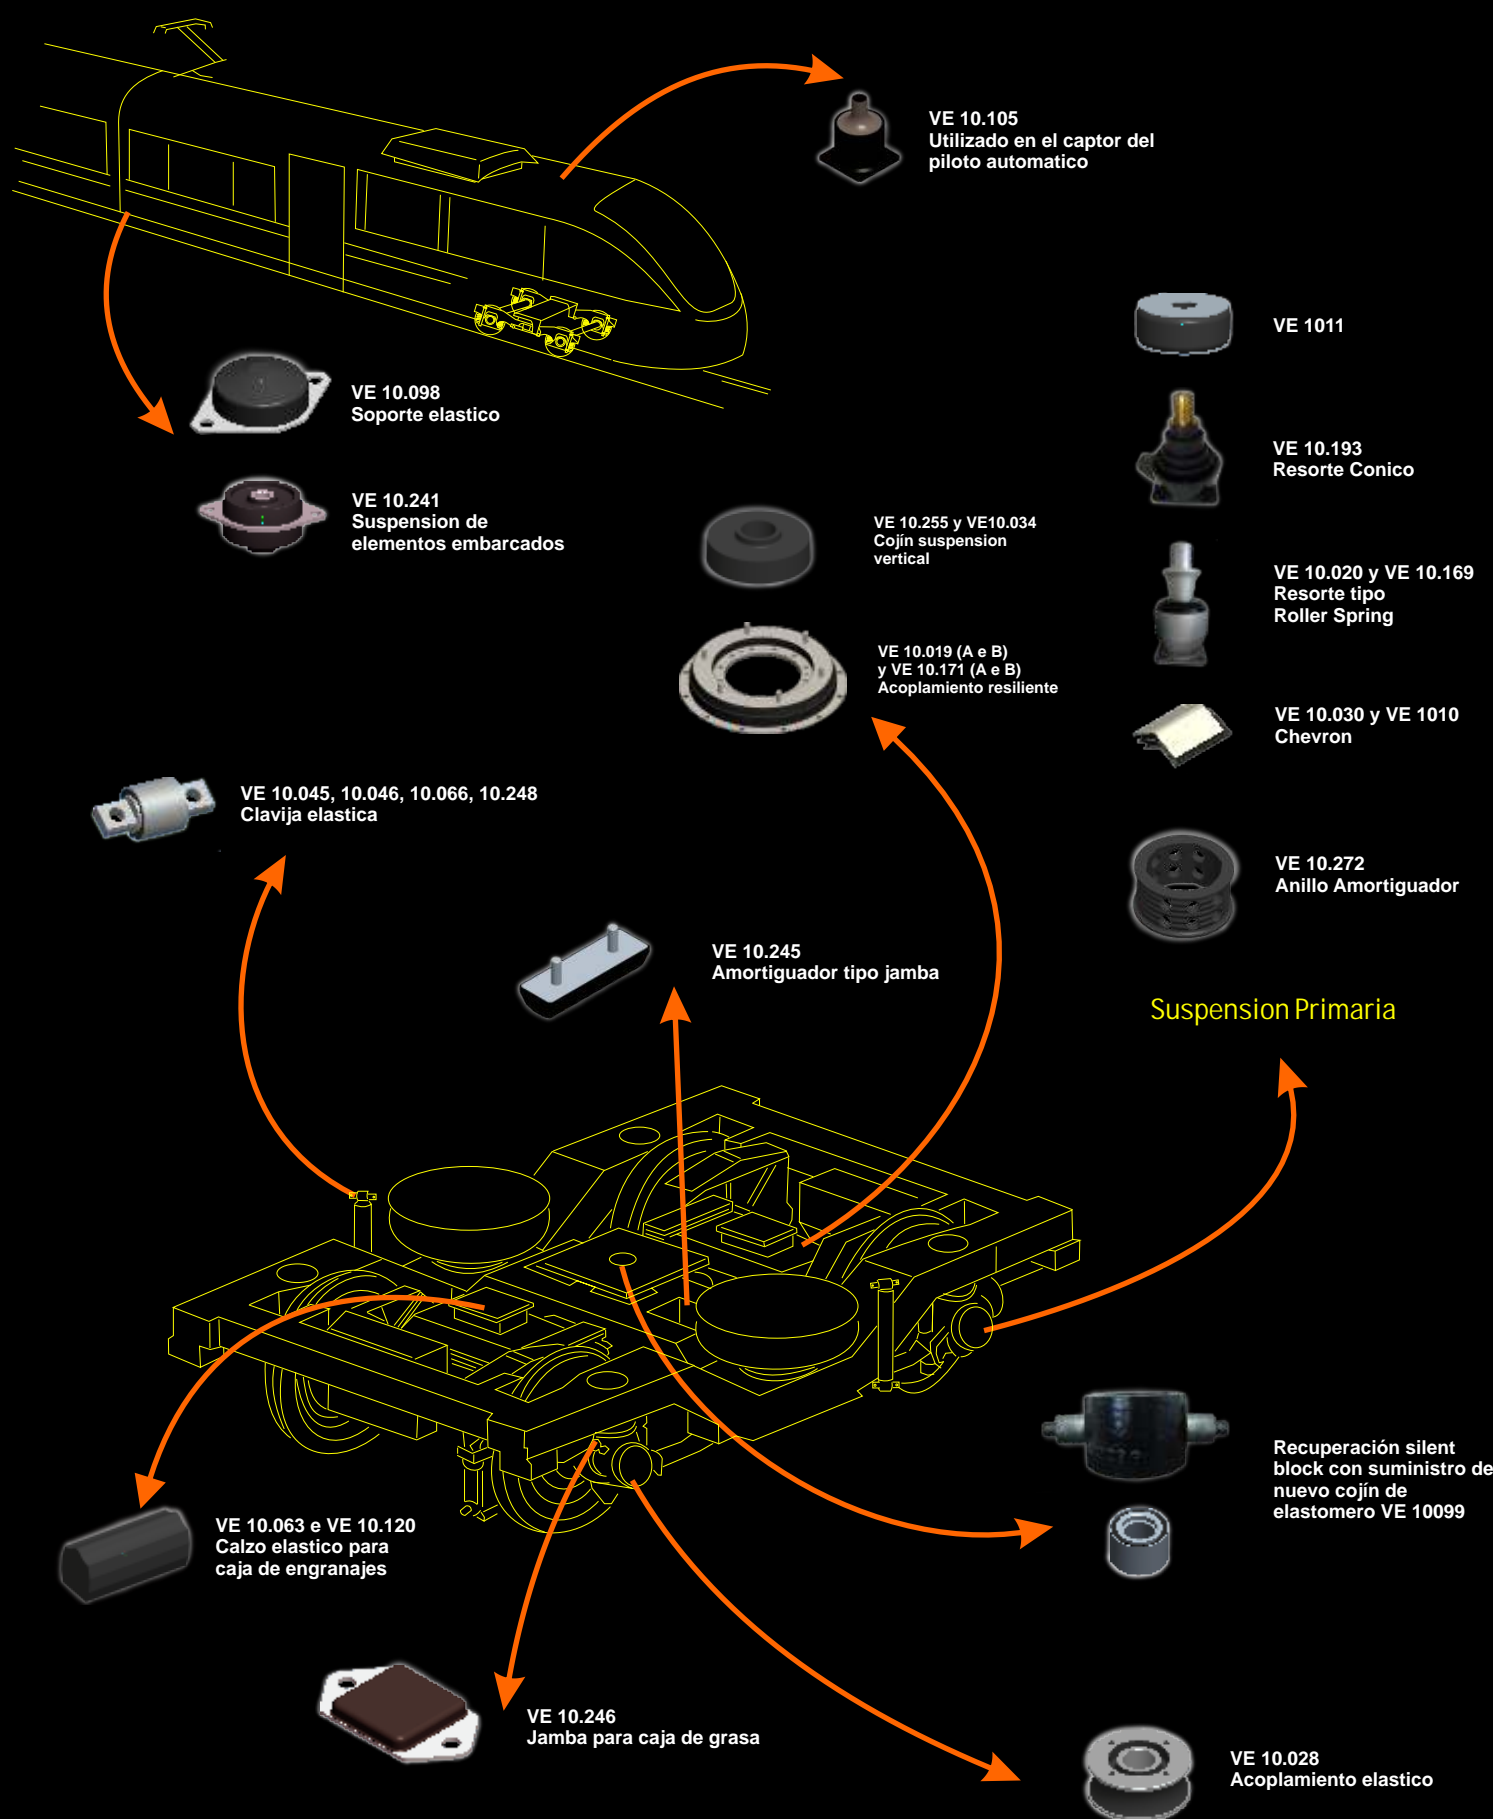 VE 10.105
Utilizado en el captor del
piloto automatico
VE 1011
VE 10.098
Soporte elastico
VE 10.193
Resorte Conico
VE 10.241
Suspension de
elementos embarcados
VE 10.255 y VE10.034
Cojín suspension
vertical
VE 10.020 y VE 10.169
Resorte tipo
Roller Spring
VE 10.019 (A e B)
y VE 10.171 (A e B)
Acoplamiento resiliente
VE 10.030 y VE 1010
Chevron
VE 10.045, 10.046, 10.066, 10.248
Clavija elastica
VE 10.272
Anillo Amortiguador
VE 10.245
Amortiguador tipo jamba
Suspension Primaria
Recuperación silent
block con suministro de
nuevo cojín de
elastomero VE 10099
VE 10.063 e VE 10.120
Calzo elastico para
caja de engranajes
VE 10.246
Jamba para caja de grasa
VE 10.028
Acoplamiento elastico